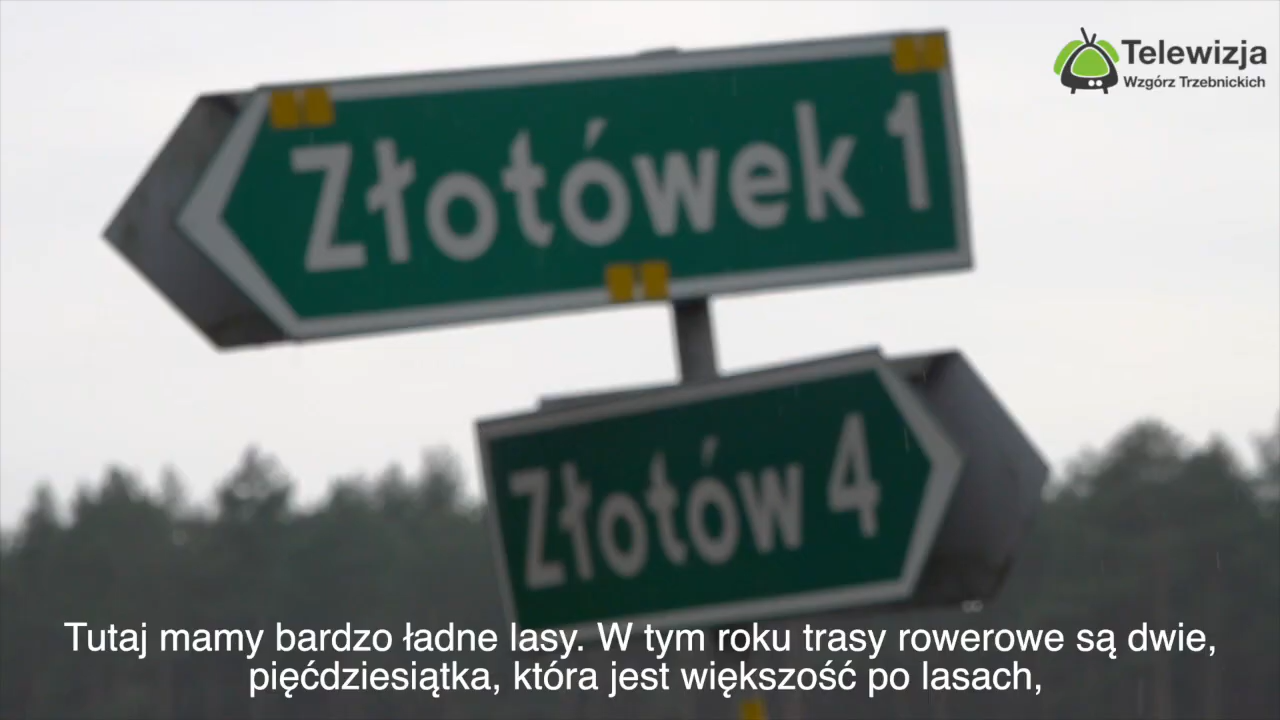 Telewizja
Wzgórz Trzebnickich
Złotówek 1
Złotów 4
Tutaj mamy bardzo ładne lasy. W tym roku trasy rowerowe są dwie,
pięćdziesiątka, która jest większość po lasach,